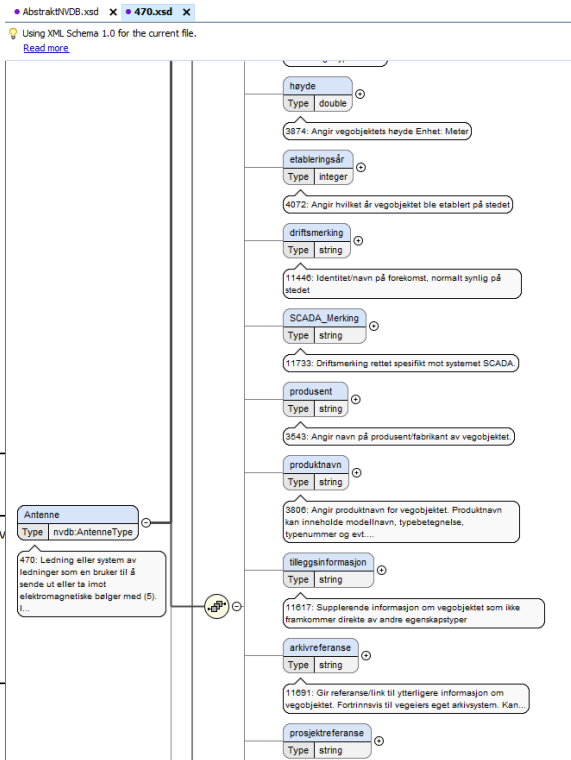 AbstraktNVDB.xsd
470.xsd
Using XML Schema 1.0 for the current file.
Read more
høyde
Type double
3874: Angir vegobjektets høyde Enhet: Meter
etableringsår
Type integer
4072: Angir hvilket år vegobjektet ble etablert på stedet
driftsmerking
Type string
11446: Identitet/navn på forekomst, normalt synlig på
stedet
SCADA_Merking
Type string
11733: Driftsmerking rettet spesifikt mot systemet SCADA.
produsent
Type string
3543: Angir navn på produsent/fabrikant av vegobjektet.
produktnavn
Type string
3806: Angir produktnavn for vegobjektet. Produktnavn
kan inneholde modellnavn, typebetegnelse,
typenummer og evt....
Antenne
Type nvdb:AntenneType
470: Ledning eller system av
ledninger som en bruker til å
sende ut eller ta imot
elektromagnetiske bølger med (5).
I...
tilleggsinformasjon
Type string
11617: Supplerende informasjon om vegobjektet som ikke
framkommer direkte av andre egenskapstyper
arkivreferanse
Type string
11691: Gir referanse/link til ytterligere informasjon om
vegobjektet. Fortrinnsvis til vegeiers eget arkivsystem. Kan...
prosjektreferanse
Type string